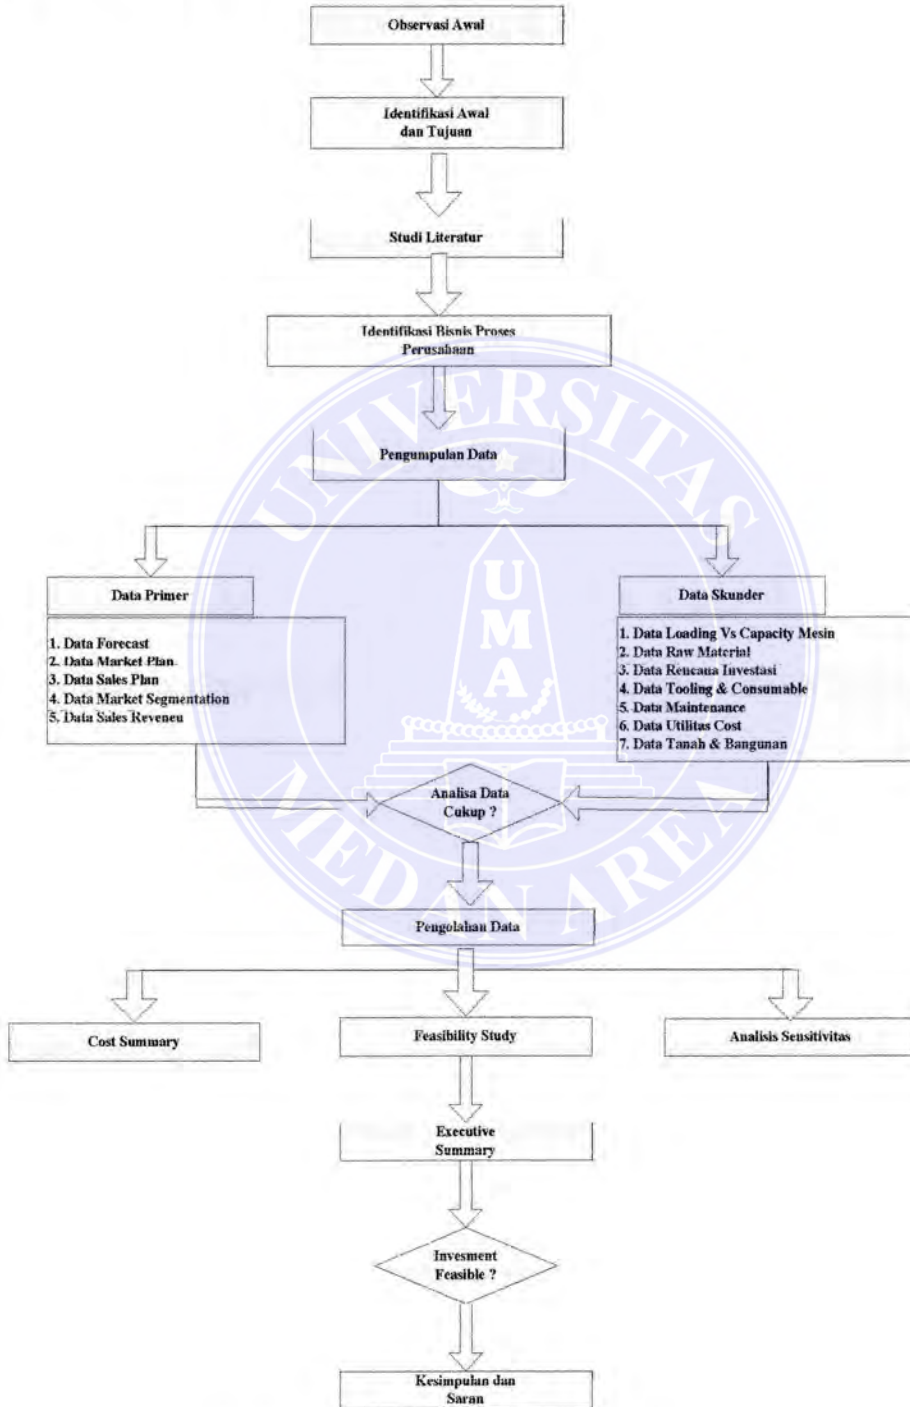 Observasi Awal
Identifikasi Awal
dan Tujuan
Studi Literatur
Identifikasi Bisnis Proses
Perusahaan
Pengumpulan Data
Data Primer
1. Data Forecast
2. Data Market Plan
3. Data Sales Plan
4. Data Market Segmentation
5. Data Sales Reveneu
Data Skunder
1. Data Loading Vs Capacity Mesin
2. Data Raw Material
3. Data Rencana Investasi
4. Data Tooling & Consumable
5. Data Maintenance
6. Data Utilitas Cost
7. Data Tanah & Bangunan
Analisa Data
Cukup ?
Pengolahan Data
Cost Summary
Feasibility Study
Analisis Sensitivitas
Executive
Summary
Invesment
Feasible ?
Kesimpulan dan
Saran
UNIVERSITAS
MEDAN AREA
UMA